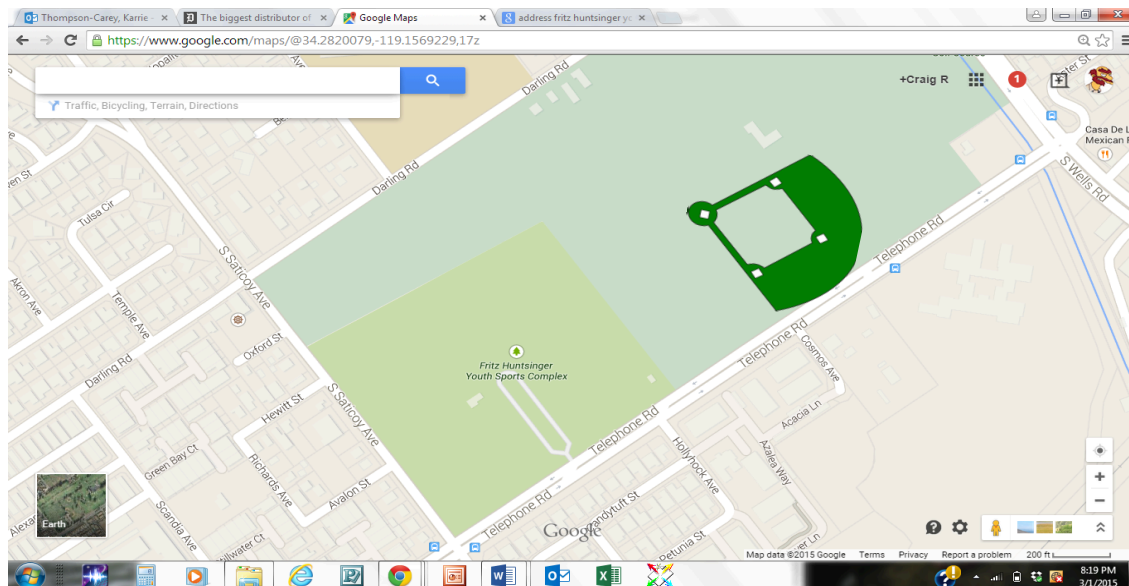 Thompson-Carey, Karrie -
The biggest distributor of
Google Maps
address fritz huntsinger yo
https://www.google.com/maps/@34.2820079,-119.1569229,17z
Traffic, Bicycling, Terrain, Directions
+Craig R
1
Darling Rd
Casa De L
Mexican
S Wells Rd
Darling Rd
Tulsa Cir
Telephone Rd
S Saticoy Ave
Akron Ave
Temple Ave
Oxford St
Telephone Rd
Cosmos Ave
Fritz Huntsinger
Youth Sports Complex
Darling Rd
S Saticoy Ave
Hewitt St
Acacia Ln
Telephone Rd
Hollyhock Ave
Azalea Way
Green Bay Ct
Richards Ave
Avalon St
Scandia Ave
Telephone Rd
Petunia St
Earth
Google
Map data ©2015 Google
Terms
Privacy
Report a problem
200 ft
8:19 PM
3/1/2015